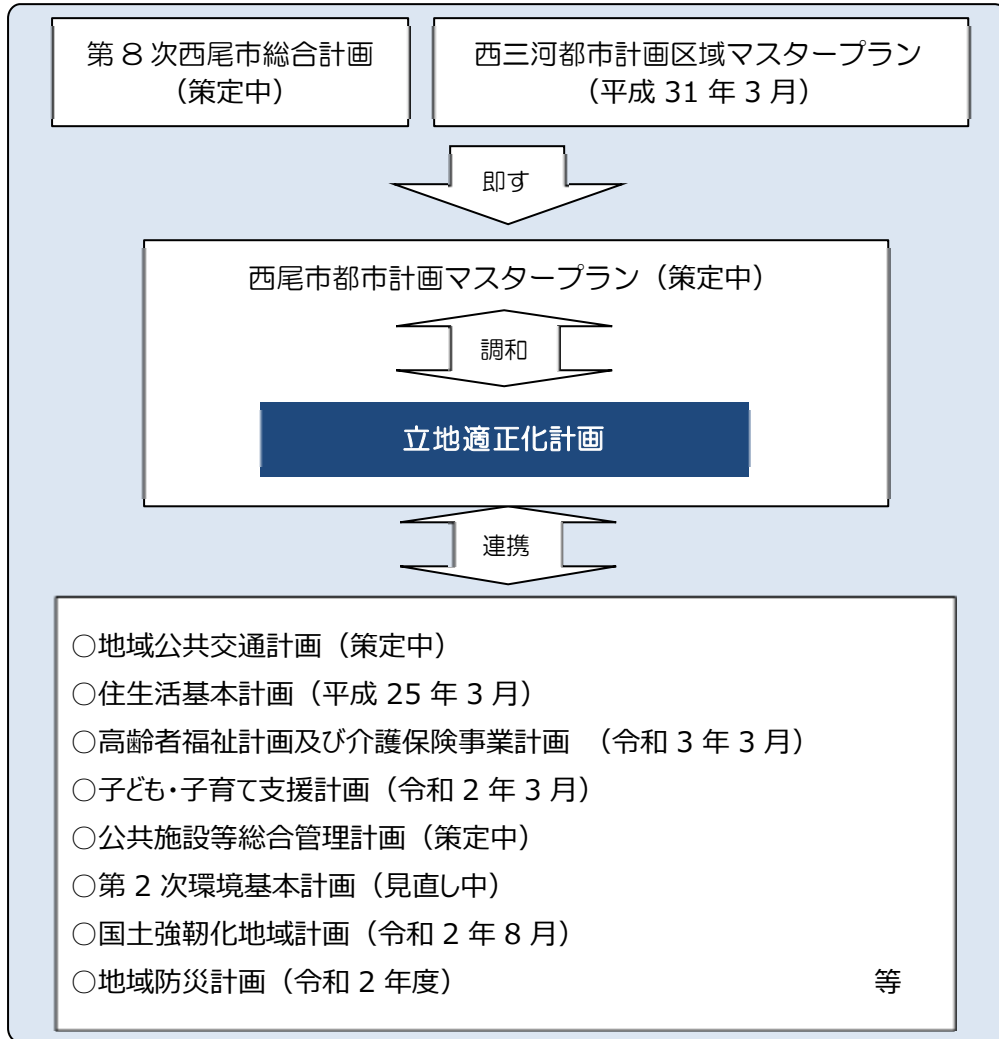 第 8 次西尾市総合計画
（策定中）
西三河都市計画区域マスタープラン
（平成 31 年 3 月）
即す
西尾市都市計画マスタープラン（策定中）
調和
立地適正化計画
連携
○地域公共交通計画（策定中）
○住生活基本計画（平成 25 年 3 月）
○高齢者福祉計画及び介護保険事業計画 （令和 3 年 3 月）
○子ども・子育て支援計画（令和 2 年 3 月）
○公共施設等総合管理計画（策定中）
○第 2 次環境基本計画（見直し中）
○国土強靭化地域計画（令和 2 年 8 月）
○地域防災計画（令和 2 年度） 等